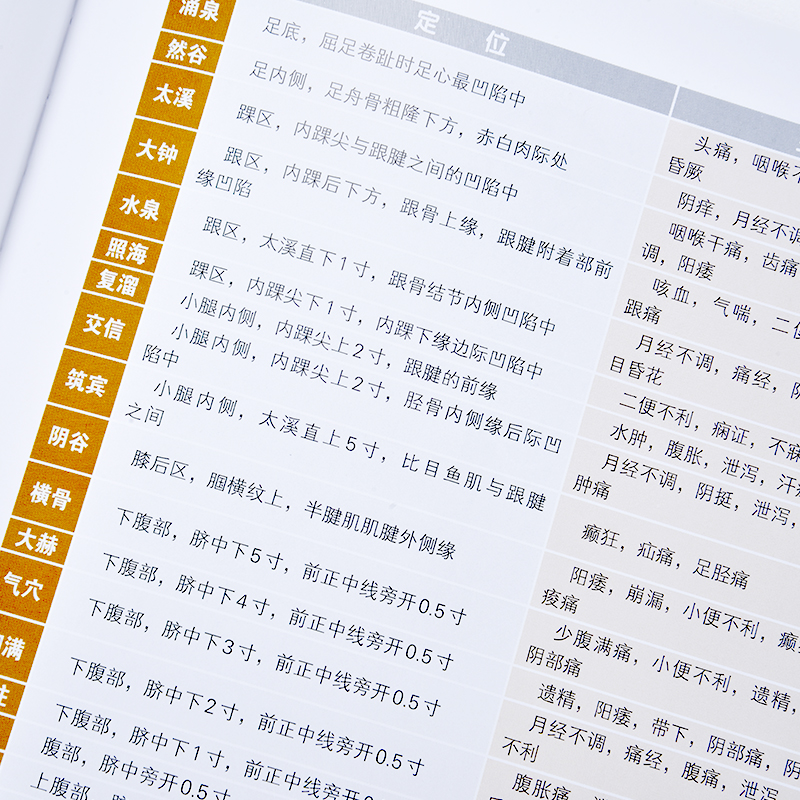 定 位
涌泉
足底，屈足卷趾时足心最凹陷中
头痛，咽喉不
昏厥
然谷
足内侧，足舟骨粗隆下方，赤白肉际处
阴痒，月经不调
太溪
踝区，内踝尖与跟腱之间的凹陷中
咽喉干痛，齿痛
调，阳痿
大钟
跟区，内踝后下方，跟骨上缘，跟腱附着部前
缘凹陷
咳血，气喘，二便
跟痛
水泉
跟区，太溪直下1寸，跟骨结节内侧凹陷中
月经不调，痛经，阴
目昏花
照海
踝区，内踝尖下1寸，内踝下缘边际凹陷中
二便不利，痫证，不寐
复溜
小腿内侧，内踝尖上2寸，跟腱的前缘
水肿，腹胀，泄泻，汗
交信
小腿内侧，内踝尖上2寸，胫骨内侧缘后际凹
陷中
月经不调，阴挺，泄泻，
肿痛
筑宾
小腿内侧，太溪直上5寸，比目鱼肌与跟腱
之间
癫狂，疝痛，足胫痛
阴谷
膝后区，腘横纹上，半腱肌肌腱外侧缘
阳痿，崩漏，小便不利，癫
痿痛
横骨
下腹部，脐中下5寸，前正中线旁开0.5寸
少腹满痛，小便不利，遗精，
阴部痛
大赫
下腹部，脐中下4寸，前正中线旁开0.5寸
遗精，阳痿，带下，阴部痛，阴
气穴
下腹部，脐中下3寸，前正中线旁开0.5寸
月经不调，痛经，腹痛，泄泻
不利
满
下腹部，脐中下2寸，前正中线旁开0.5寸
腹胀痛，
下腹部，脐中下1寸，前正中线旁开0.5寸
腹部，脐中旁开0.5寸
上腹部，